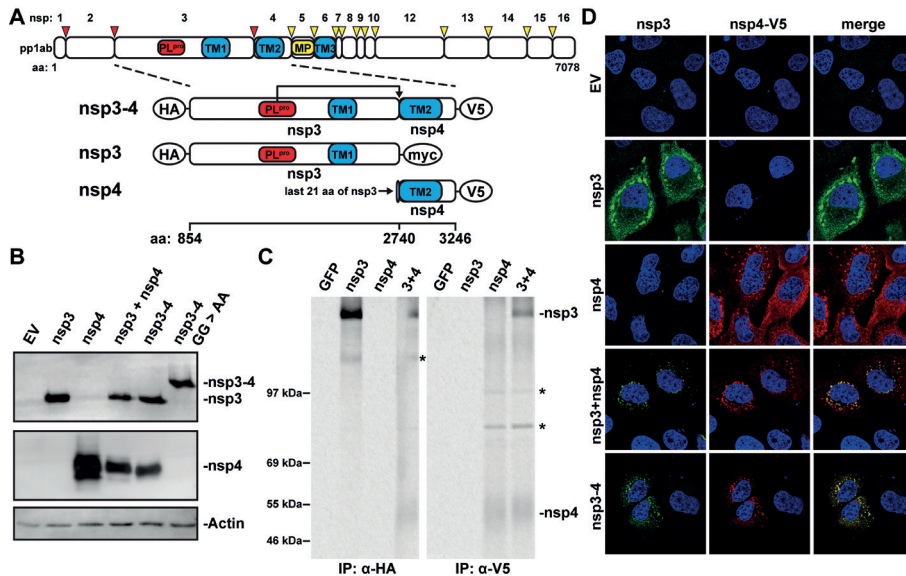 A
nsp: 1 2 3 4 5 6 7 8 9 10 12 13 14 15 16
pp1ab PLpro TM1 TM2 MP TM3
aa: 1 7078
nsp3-4 HA PLpro TM1 TM2 V5
nsp3 nsp4
nsp3 HA PLpro TM1 myc
nsp3
nsp4 last 21 aa of nsp3 TM2 V5
nsp4
aa: 854 2740 3246
B
EV nsp3 nsp4 nsp3 + nsp4 nsp3-4 nsp3-4 GG > AA
-nsp3-4
-nsp3
-nsp4
-Actin
C
GFP nsp3 nsp4 3+4 GFP nsp3 nsp4 3+4
-nsp3
*
97 kDa- *
*
69 kDa-
55 kDa- -nsp4
46 kDa-
IP: α-HA IP: α-V5
D
nsp3 nsp4-V5 merge
EV
nsp3
nsp4
nsp3+nsp4
nsp3-4